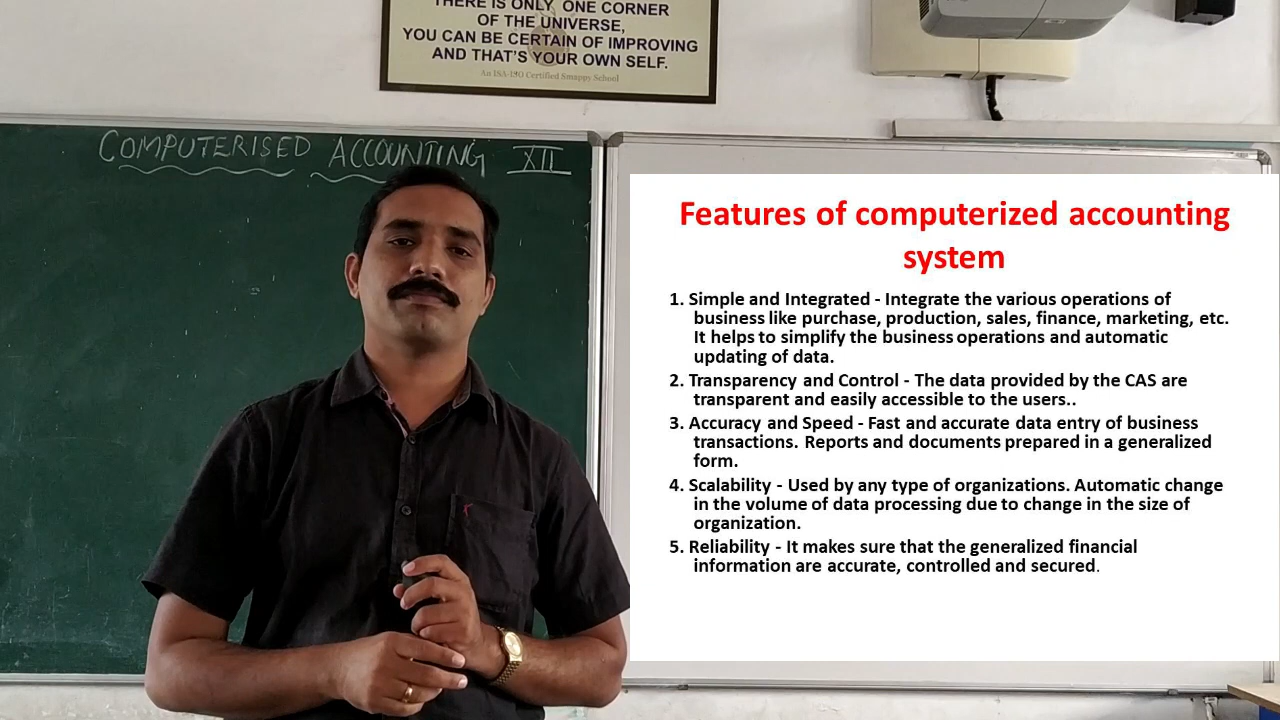 THERE IS ONLY ONE CORNER
OF THE UNIVERSE,
YOU CAN BE CERTAIN OF IMPROVING
AND THAT'S YOUR OWN SELF.
An ISA-ISO Certified Smappy School
COMPUTERISED ACCOUNTING XII
Features of computerized accounting
system
1. Simple and Integrated - Integrate the various operations of
business like purchase, production, sales, finance, marketing, etc.
It helps to simplify the business operations and automatic
updating of data.
2. Transparency and Control - The data provided by the CAS are
transparent and easily accessible to the users..
3. Accuracy and Speed - Fast and accurate data entry of business
transactions. Reports and documents prepared in a generalized
form.
4. Scalability - Used by any type of organizations. Automatic change
in the volume of data processing due to change in the size of
organization.
5. Reliability - It makes sure that the generalized financial
information are accurate, controlled and secured.